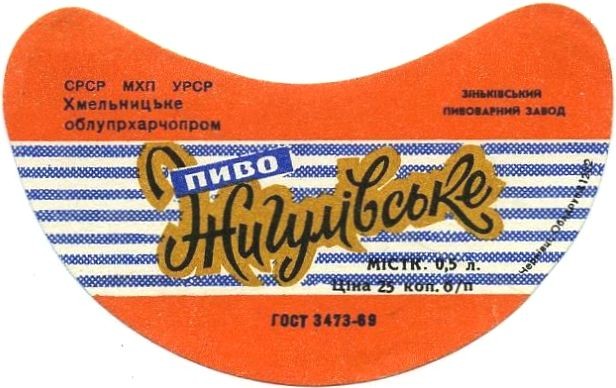 СРСР МХП УРСР
Хмельницьке
облупрхарчопром
ЗІНЬКІВСЬКИЙ
ПИВОВАРНИЙ ЗАВОД
ПИВО
Жигулівське
МІСТК. 0,5 л.
Ціна 25 коп. б/п
ГОСТ 3473-69